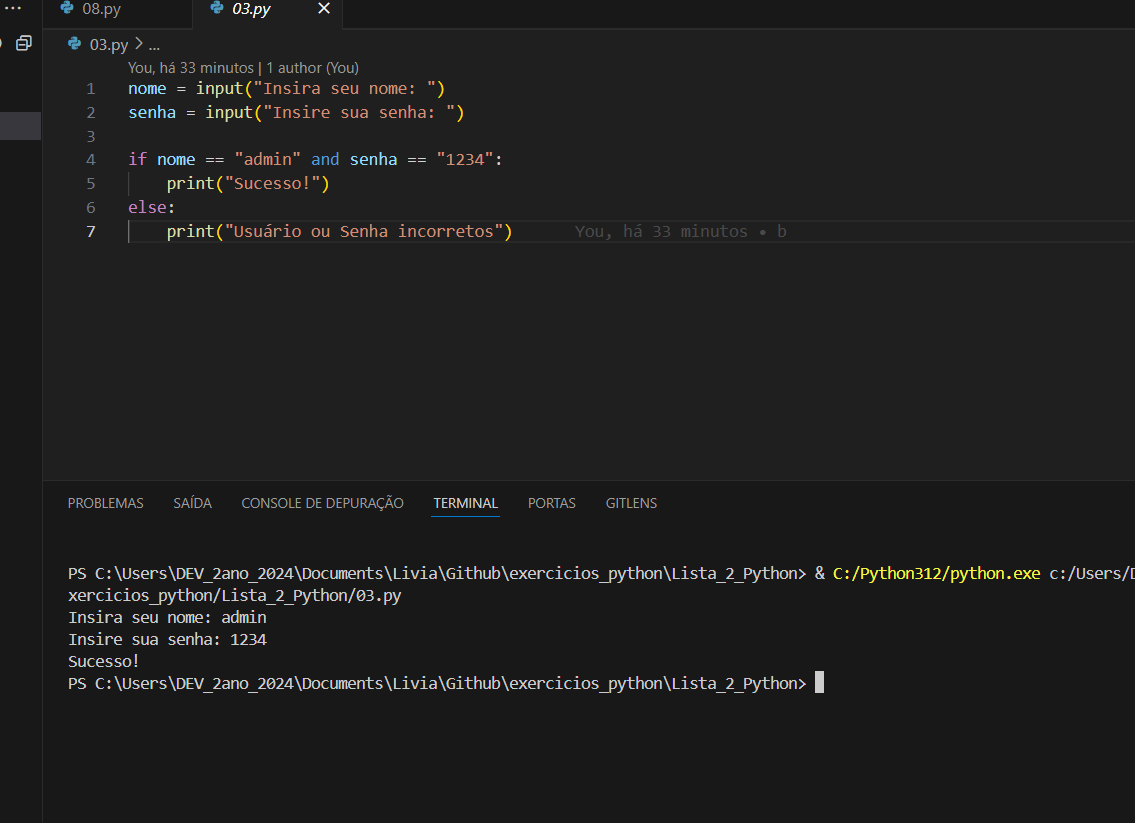 ... 08.py 03.py ×
03.py > ...
You, há 33 minutos | 1 author (You)
1 nome = input("Insira seu nome: ")
2 senha = input("Insire sua senha: ")
3
4 if nome == "admin" and senha == "1234":
5 print("Sucesso!")
6 else:
7 print("Usuário ou Senha incorretos") You, há 33 minutos • b
PROBLEMAS SAÍDA CONSOLE DE DEPURAÇÃO TERMINAL PORTAS GITLENS
PS C:\Users\DEV_2ano_2024\Documents\Livia\Github\exercicios_python\Lista_2_Python> & C:/Python312/python.exe c:/Users/D
xercicios_python/Lista_2_Python/03.py
Insira seu nome: admin
Insire sua senha: 1234
Sucesso!
PS C:\Users\DEV_2ano_2024\Documents\Livia\Github\exercicios_python\Lista_2_Python>